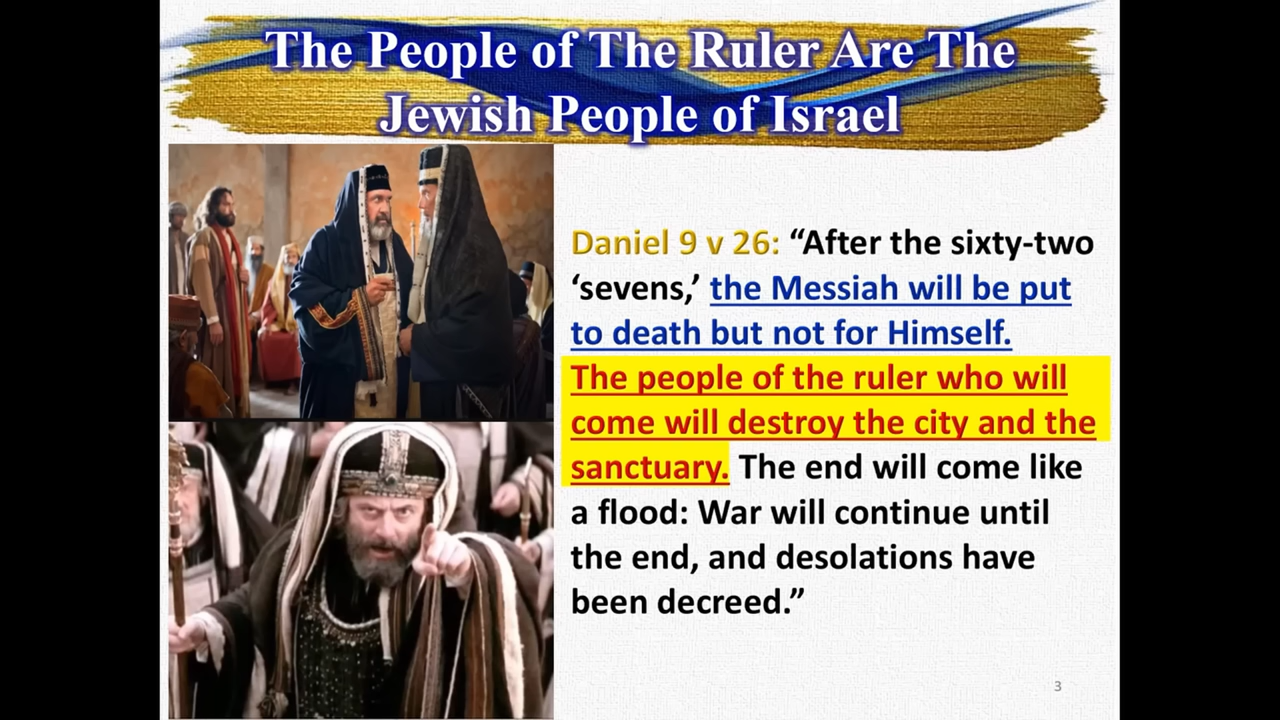 The People of The Ruler Are The
Jewish People of Israel
Daniel 9 v 26: “After the sixty-two
‘sevens,’ the Messiah will be put
to death but not for Himself.
The people of the ruler who will
come will destroy the city and the
sanctuary. The end will come like
a flood: War will continue until
the end, and desolations have
been decreed.”
3